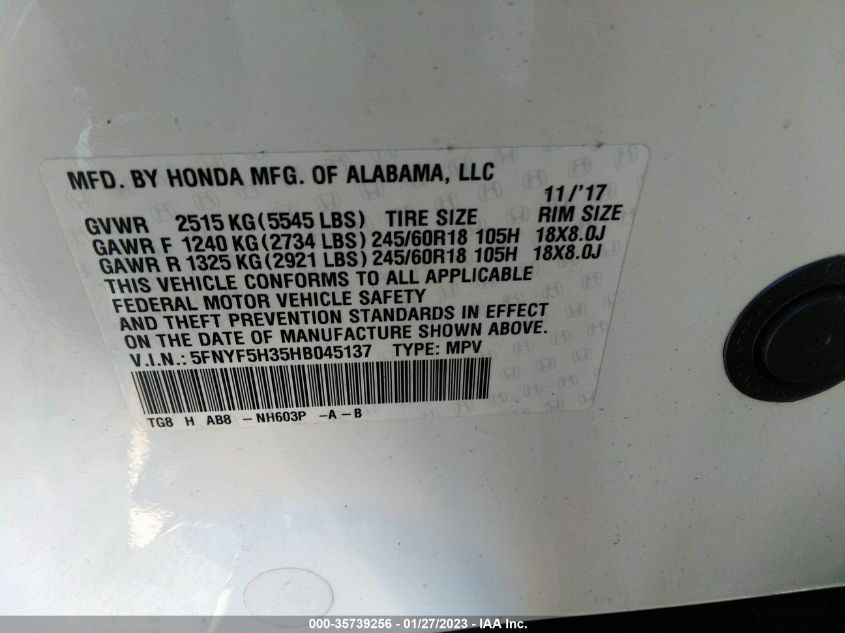 MFD. BY HONDA MFG. OF ALABAMA, LLC
11/'17
GVWR 2515 KG (5545 LBS) TIRE SIZE RIM SIZE
GAWR F 1240 KG (2734 LBS) 245/60R18 105H 18X8.0J
GAWR R 1325 KG (2921 LBS) 245/60R18 105H 18X8.0J
THIS VEHICLE CONFORMS TO ALL APPLICABLE
FEDERAL MOTOR VEHICLE SAFETY
AND THEFT PREVENTION STANDARDS IN EFFECT
ON THE DATE OF MANUFACTURE SHOWN ABOVE.
V.I.N.: 5FNYF5H35HB045137 TYPE: MPV
TG8 H AB8 - NH603P - A - B
000-35739256 - 01/27/2023 - IAA Inc.